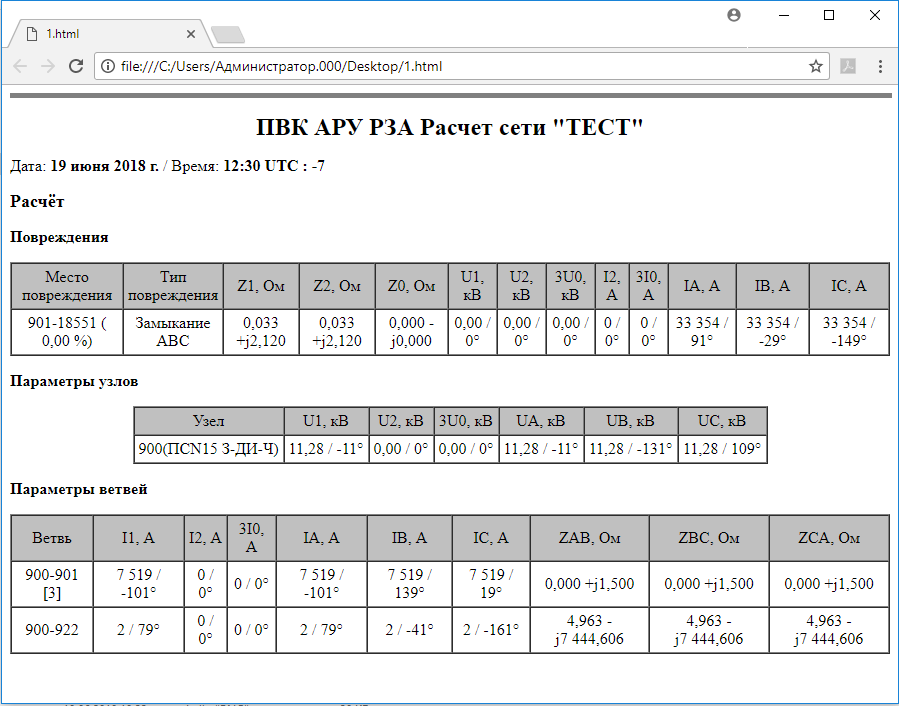 1.html
file:///C:/Users/Администратор.000/Desktop/1.html
ПВК АРУ РЗА Расчет сети "ТЕСТ"
Дата: 19 июня 2018 г. / Время: 12:30 UTC : -7
Расчёт
Повреждения
Место повреждения Тип повреждения Z1, Ом Z2, Ом Z0, Ом U1, кВ U2, кВ 3U0, кВ I2, А 3I0, А IA, А IB, А IC, А
901-18551 ( 0,00 %) Замыкание ABC 0,033 +j2,120 0,033 +j2,120 0,000 - j0,000 0,00 / 0° 0,00 / 0° 0,00 / 0° 0 / 0° 0 / 0° 33 354 / 91° 33 354 / -29° 33 354 / -149°
Параметры узлов
Узел U1, кВ U2, кВ 3U0, кВ UA, кВ UB, кВ UC, кВ
900(ПСN15 З-ДИ-Ч) 11,28 / -11° 0,00 / 0° 0,00 / 0° 11,28 / -11° 11,28 / -131° 11,28 / 109°
Параметры ветвей
Ветвь I1, А I2, А 3I0, А IA, А IB, А IC, А ZAB, Ом ZBC, Ом ZCA, Ом
900-901 [3] 7 519 / -101° 0 / 0° 0 / 0° 7 519 / -101° 7 519 / 139° 7 519 / 19° 0,000 +j1,500 0,000 +j1,500 0,000 +j1,500
900-922 2 / 79° 0 / 0° 0 / 0° 2 / 79° 2 / -41° 2 / -161° 4,963 - j7 444,606 4,963 - j7 444,606 4,963 - j7 444,606